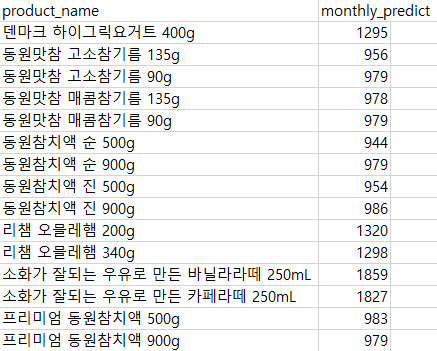 product_name monthly_predict
덴마크 하이그릭요거트 400g 1295
동원맛참 고소참기름 135g 956
동원맛참 고소참기름 90g 979
동원맛참 매콤참기름 135g 978
동원맛참 매콤참기름 90g 979
동원참치액 순 500g 944
동원참치액 순 900g 979
동원참치액 진 500g 954
동원참치액 진 900g 986
리챔 오믈레햄 200g 1320
리챔 오믈레햄 340g 1298
소화가 잘되는 우유로 만든 바닐라라떼 250mL 1859
소화가 잘되는 우유로 만든 카페라떼 250mL 1827
프리미엄 동원참치액 500g 983
프리미엄 동원참치액 900g 979